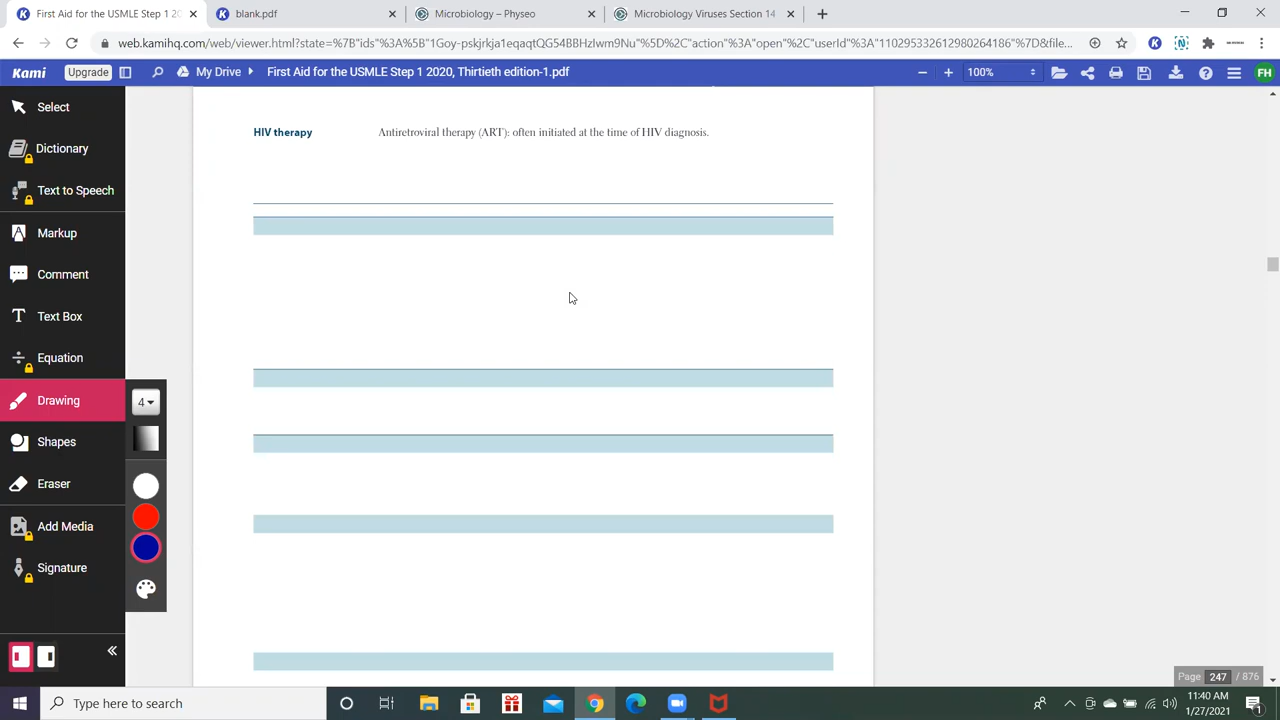 First Aid for the USMLE Step 1 20
blank.pdf
Microbiology – Physeo
Microbiology Viruses Section 14
web.kamihq.com/web/viewer.html?state=%7B"ids"%3A%5B"1Goy-pskjrkja1eqaqtQG54BBHzIwm9Nu"%5D%2C"action"%3A"open"%2C"userId"%3A"110295332612980264186"%7D&file...
Kami
Upgrade
My Drive
First Aid for the USMLE Step 1 2020, Thirtieth edition-1.pdf
100%
FH
Select
Dictionary
Text to Speech
Markup
Comment
Text Box
Equation
Drawing
4
Shapes
Eraser
Add Media
Signature
HIV therapy Antiretroviral therapy (ART): often initiated at the time of HIV diagnosis.
Page 247 / 876
Type here to search
11:40 AM
1/27/2021